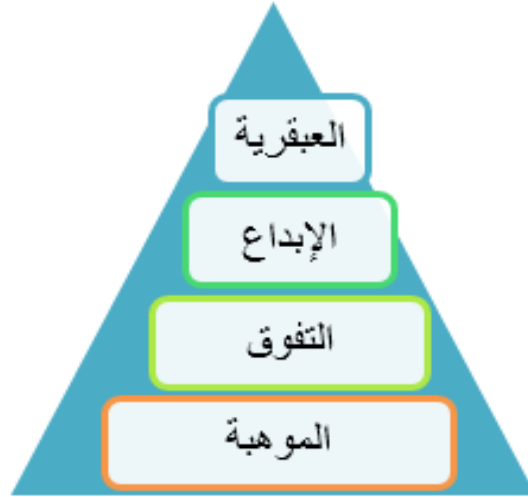 العبقرية
الإبداع
التفوق
الموهبة